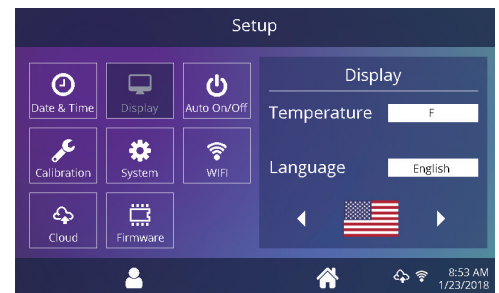 Setup
Date & Time
Display
Auto On/Off
Calibration
System
WIFI
Cloud
Firmware
Display
Temperature
F
Language
English
8:53 AM
1/23/2018